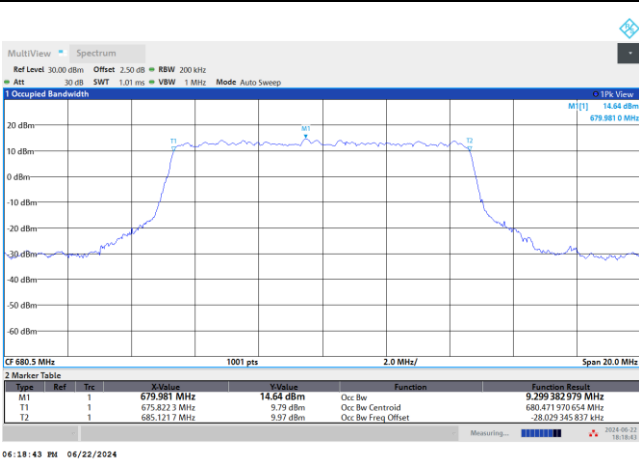 MultiView Spectrum
Ref Level 30.00 dBm Offset 2.50 dB RBW 200 kHz
Att 30 dB SWT 1.01 ms VBW 1 MHz Mode Auto Sweep
1 Occupied Bandwidth 1Pk View
M1[1] 14.64 dBm
679.981 0 MHz
M1
T1
T2
20 dBm
10 dBm
0 dBm
-10 dBm
-20 dBm
-30 dBm
-40 dBm
-50 dBm
-60 dBm
CF 680.5 MHz 1001 pts 2.0 MHz/ Span 20.0 MHz
2 Marker Table
Type Ref Trc X-Value Y-Value Function Function Result
M1 1 679.981 MHz 14.64 dBm Occ Bw 9.299 382 979 MHz
T1 1 675.822 3 MHz 9.79 dBm Occ Bw Centroid 680.471 970 654 MHz
T2 1 685.121 7 MHz 9.97 dBm Occ Bw Freq Offset -28.029 345 837 kHz
Measuring... 2024-06-22
18:18:43
06:18:43 PM 06/22/2024